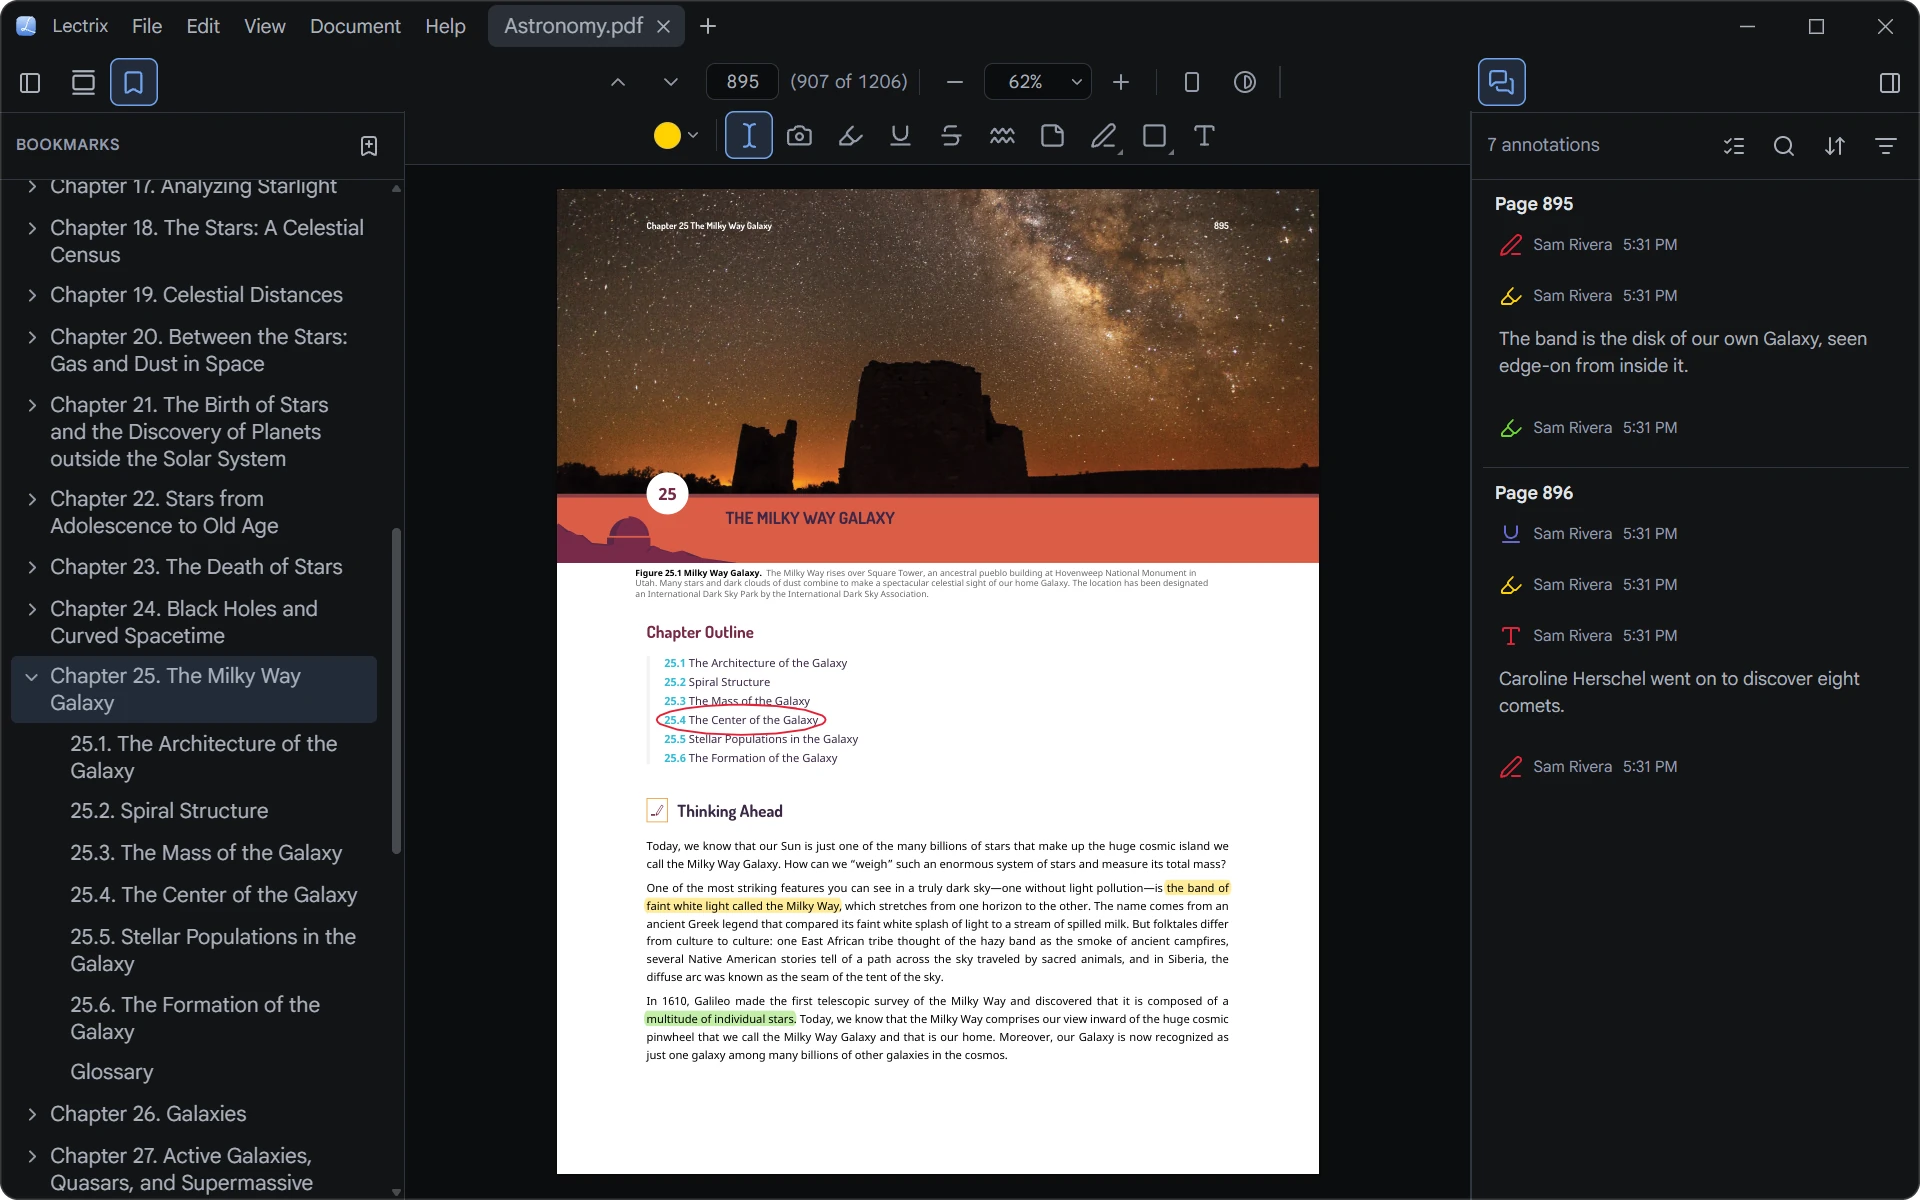 Lectrix File Edit View Document Help Astronomy.pdf
895 (907 of 1206) 62%
BOOKMARKS
Chapter 17. Analyzing Starlight
Chapter 18. The Stars: A Celestial
Census
Chapter 19. Celestial Distances
Chapter 20. Between the Stars:
Gas and Dust in Space
Chapter 21. The Birth of Stars
and the Discovery of Planets
outside the Solar System
Chapter 22. Stars from
Adolescence to Old Age
Chapter 23. The Death of Stars
Chapter 24. Black Holes and
Curved Spacetime
Chapter 25. The Milky Way
Galaxy
25.1. The Architecture of the
Galaxy
25.2. Spiral Structure
25.3. The Mass of the Galaxy
25.4. The Center of the Galaxy
25.5. Stellar Populations in the
Galaxy
25.6. The Formation of the
Galaxy
Glossary
Chapter 26. Galaxies
Chapter 27. Active Galaxies,
Quasars, and Supermassive
Chapter 25 The Milky Way Galaxy 895
25
THE MILKY WAY GALAXY
Figure 25.1 Milky Way Galaxy. The Milky Way rises over Square Tower, an ancestral pueblo building at Hovenweep National Monument in
Utah. Many stars and dark clouds of dust combine to make a spectacular celestial sight of our home Galaxy. The location has been designated
an International Dark Sky Park by the International Dark Sky Association.
Chapter Outline
25.1 The Architecture of the Galaxy
25.2 Spiral Structure
25.3 The Mass of the Galaxy
25.4 The Center of the Galaxy
25.5 Stellar Populations in the Galaxy
25.6 The Formation of the Galaxy
Thinking Ahead
Today, we know that our Sun is just one of the many billions of stars that make up the huge cosmic island we
call the Milky Way Galaxy. How can we “weigh” such an enormous system of stars and measure its total mass?
One of the most striking features you can see in a truly dark sky—one without light pollution—is the band of
faint white light called the Milky Way, which stretches from one horizon to the other. The name comes from an
ancient Greek legend that compared its faint white splash of light to a stream of spilled milk. But folktales differ
from culture to culture: one East African tribe thought of the hazy band as the smoke of ancient campfires,
several Native American stories tell of a path across the sky traveled by sacred animals, and in Siberia, the
diffuse arc was known as the seam of the tent of the sky.
In 1610, Galileo made the first telescopic survey of the Milky Way and discovered that it is composed of a
multitude of individual stars. Today, we know that the Milky Way comprises our view inward of the huge cosmic
pinwheel that we call the Milky Way Galaxy and that is our home. Moreover, our Galaxy is now recognized as
just one galaxy among many billions of other galaxies in the cosmos.
7 annotations
Page 895
Sam Rivera 5:31 PM
Sam Rivera 5:31 PM
The band is the disk of our own Galaxy, seen
edge-on from inside it.
Sam Rivera 5:31 PM
Page 896
Sam Rivera 5:31 PM
Sam Rivera 5:31 PM
Sam Rivera 5:31 PM
Caroline Herschel went on to discover eight
comets.
Sam Rivera 5:31 PM